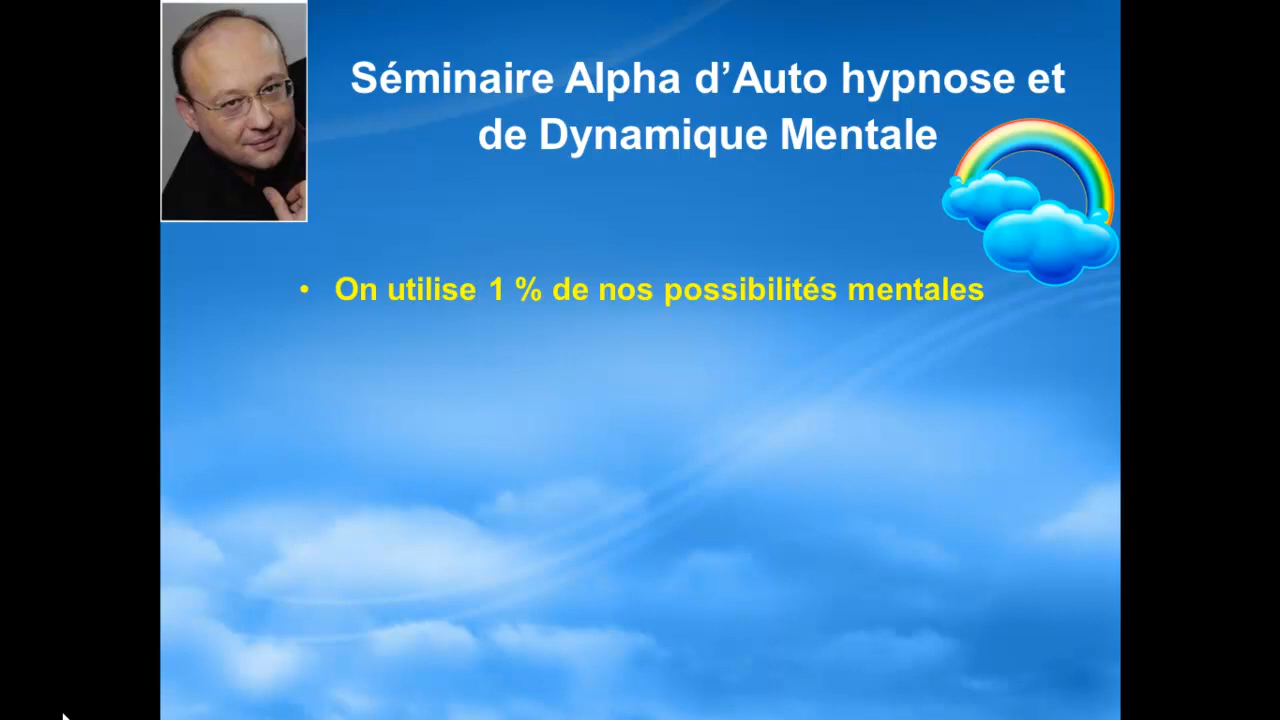 Séminaire Alpha d’Auto hypnose et
de Dynamique Mentale
• On utilise 1 % de nos possibilités mentales